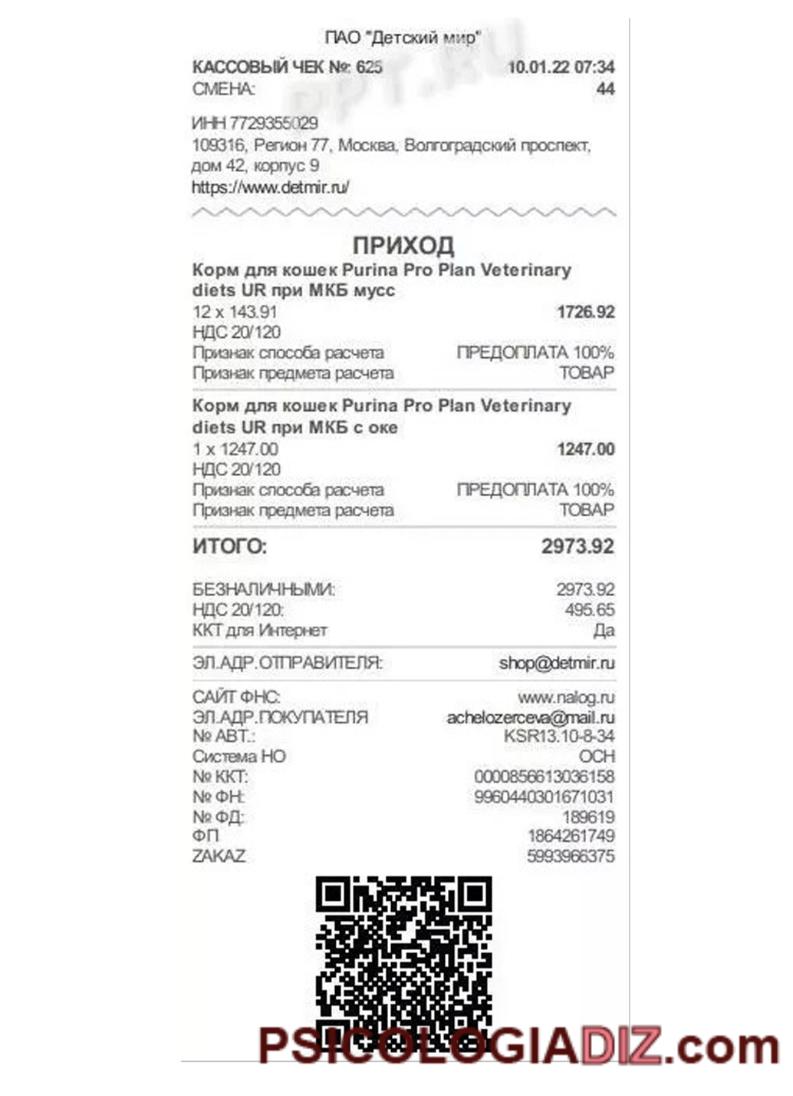 ПАО "Детский мир"
PPT.RU
КАССОВЫЙ ЧЕК №: 625 10.01.22 07:34
СМЕНА: 44
ИНН 7729355029
109316, Регион 77, Москва, Волгоградский проспект,
дом 42, корпус 9
https://www.detmir.ru/
ПРИХОД
Корм для кошек Purina Pro Plan Veterinary
diets UR при МКБ мусс
12 x 143.91 1726.92
НДС 20/120
Признак способа расчета ПРЕДОПЛАТА 100%
Признак предмета расчета ТОВАР
Корм для кошек Purina Pro Plan Veterinary
diets UR при МКБ с оке
1 x 1247.00 1247.00
НДС 20/120
Признак способа расчета ПРЕДОПЛАТА 100%
Признак предмета расчета ТОВАР
ИТОГО: 2973.92
БЕЗНАЛИЧНЫМИ: 2973.92
НДС 20/120: 495.65
ККТ для Интернет Да
ЭЛ.АДР.ОТПРАВИТЕЛЯ: shop@detmir.ru
САЙТ ФНС: www.nalog.ru
ЭЛ.АДР.ПОКУПАТЕЛЯ achelozerceva@mail.ru
№ АВТ.: KSR13.10-8-34
Система НО ОСН
№ ККТ: 0000856613036158
№ ФН: 9960440301671031
№ ФД: 189619
ФП 1864261749
ZAKAZ 5993966375
PSICOLOGIADIZ.com